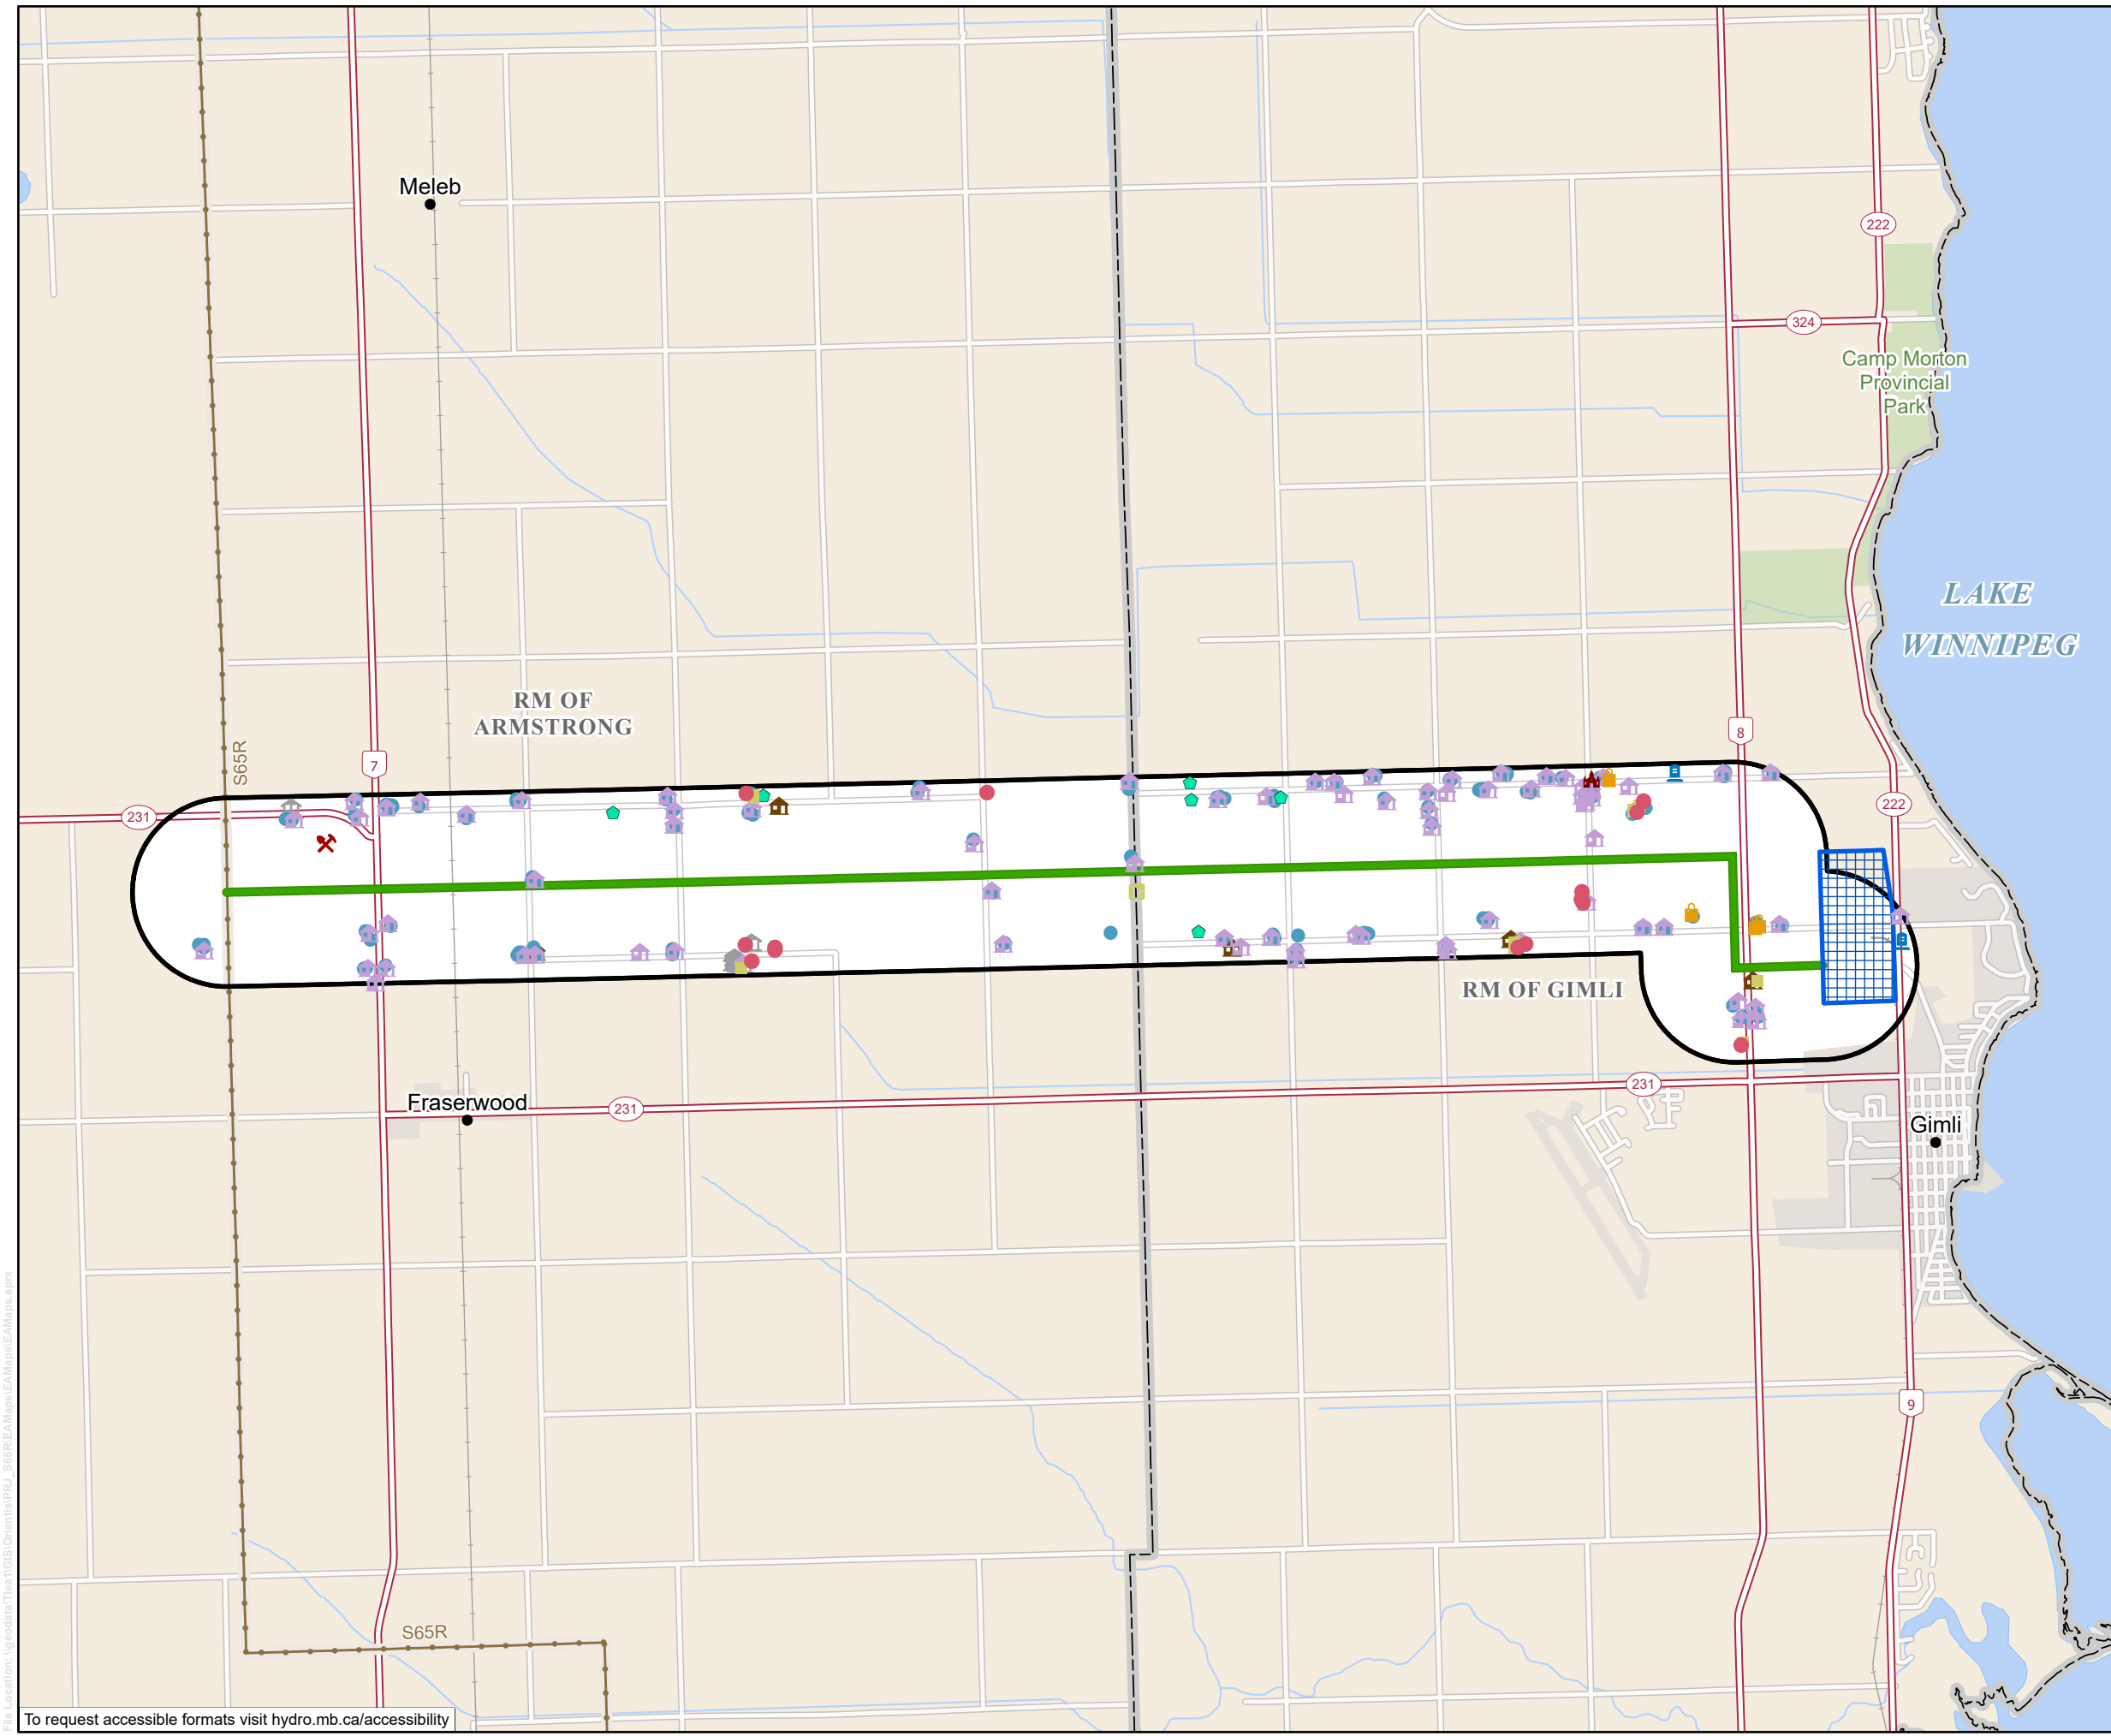 Meleb
222
324
Camp Morton
Provincial
Park
LAKE
WINNIPEG
RM OF
ARMSTRONG
S65R
7
8
231
222
RM OF GIMLI
231
Fraserwood
231
Gimli
9
S65R
To request accessible formats visit hydro.mb.ca/accessibility